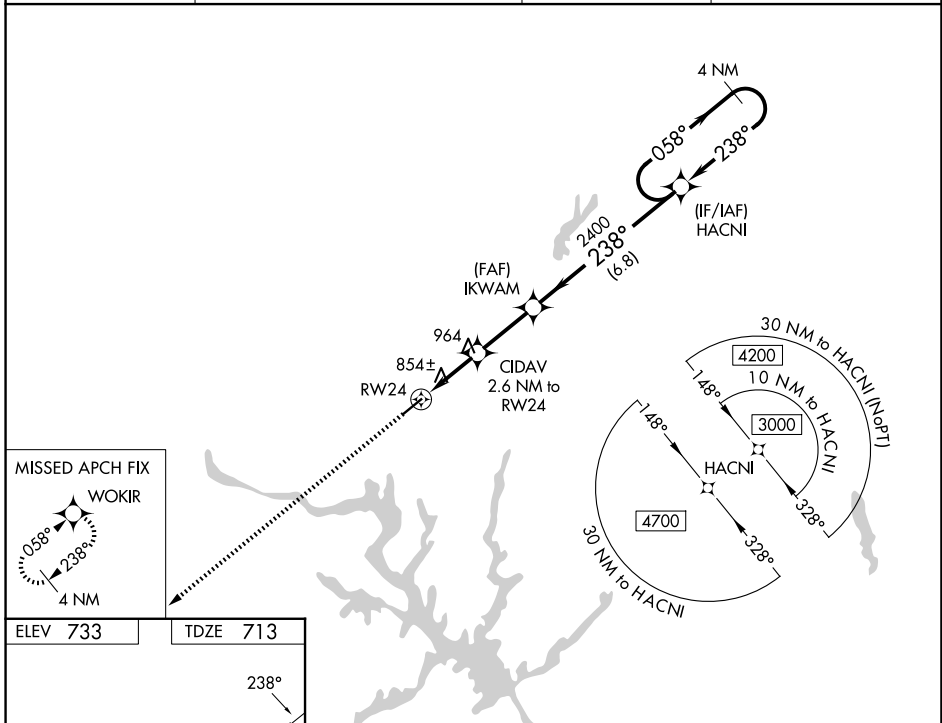 4 NM
058°
238°
(IF/IAF)
HACNI
2400
238°
(6.8)
(FAF)
IKWAM
964
854±
CIDAV
2.6 NM to
RW24
RW24
30 NM to HACNI (NoPT)
4200
10 NM to HACNI
148°
3000
148°
HACNI
328°
4700
328°
30 NM to HACNI
MISSED APCH FIX
WOKIR
058°
238°
4 NM
ELEV 733
TDZE 713
238°